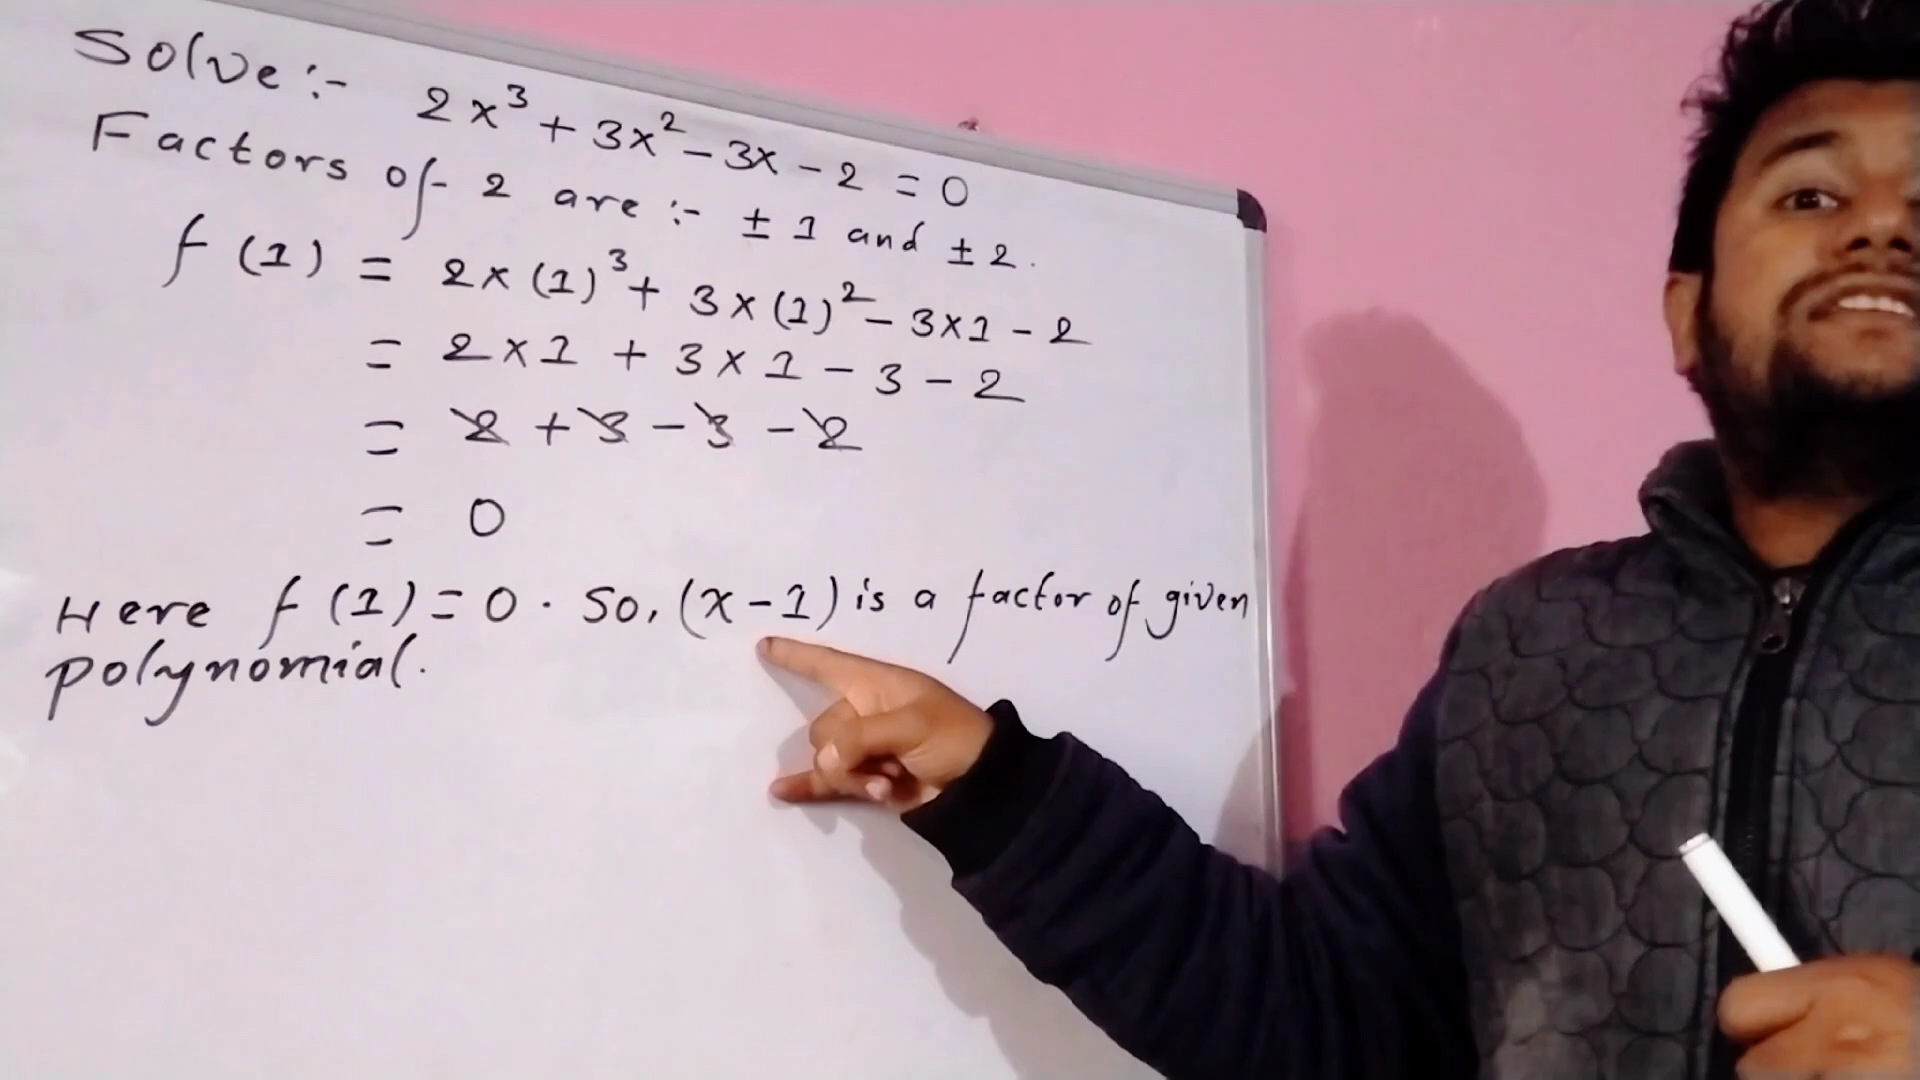 Solve :- 2x³ + 3x² - 3x - 2 = 0
Factors of 2 are :- ± 1 and ± 2.
f (1) = 2 × (1)³ + 3 × (1)² - 3×1 - 2
= 2 × 1 + 3 × 1 - 3 - 2
= 2 + 3 - 3 - 2
= 0
Here f (1) = 0 . So, (x - 1) is a factor of given
polynomial.